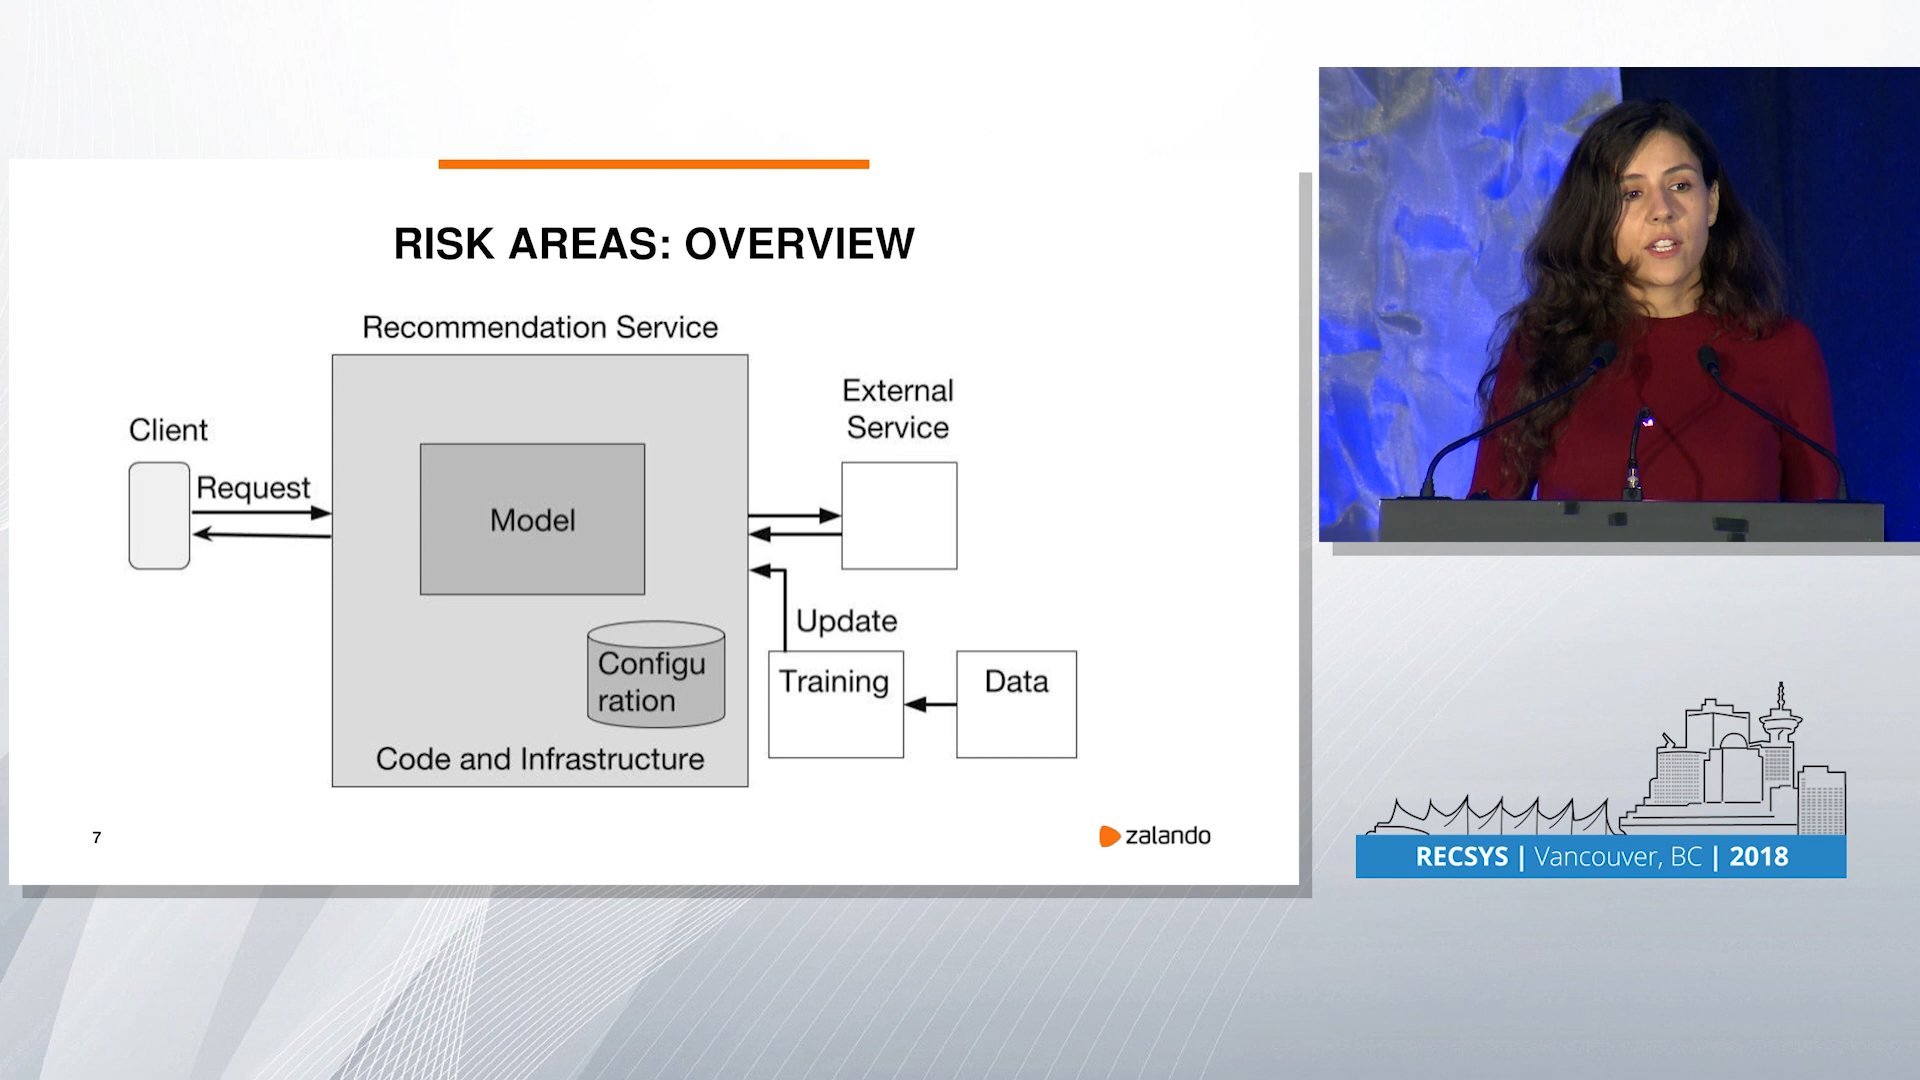 RISK AREAS: OVERVIEW
Recommendation Service
Client
Request
Model
Configu
ration
Code and Infrastructure
External
Service
Update
Training
Data
7
zalando
RECSYS | Vancouver, BC | 2018